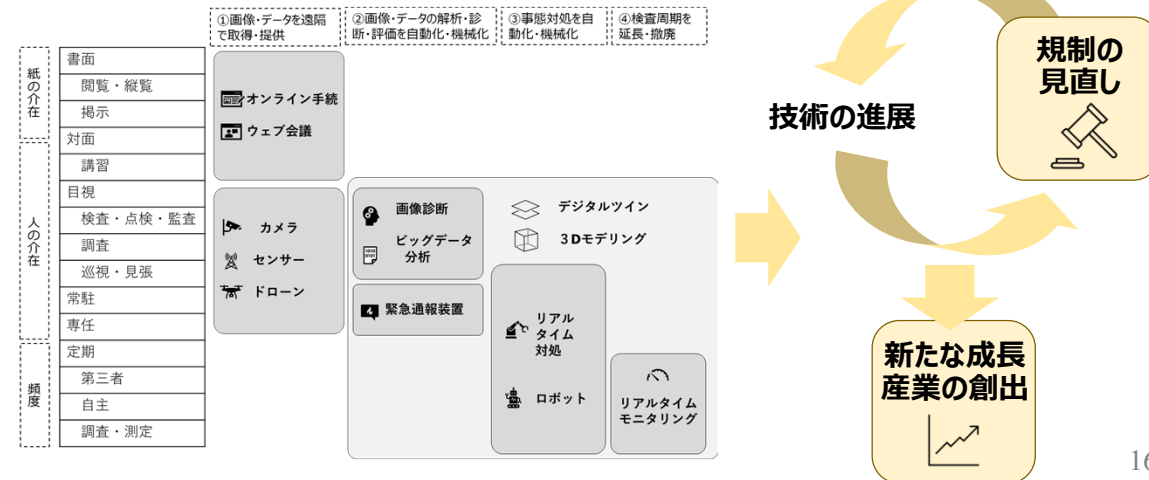 ①画像・データを遠隔
で取得・提供
②画像・データの解析・診
断・評価を自動化・機械化
③事態対処を自
動化・機械化
④検査周期を
延長・撤廃
紙の介在
書面
閲覧・縦覧
掲示
人の介在
対面
講習
目視
検査・点検・監査
調査
巡視・見張
常駐
専任
頻度
定期
第三者
自主
調査・測定
オンライン手続
ウェブ会議
カメラ
センサー
ドローン
画像診断
ビッグデータ
分析
緊急通報装置
デジタルツイン
3Dモデリング
リアル
タイム
対処
ロボット
リアルタイム
モニタリング
技術の進展
規制の
見直し
新たな成長
産業の創出
16